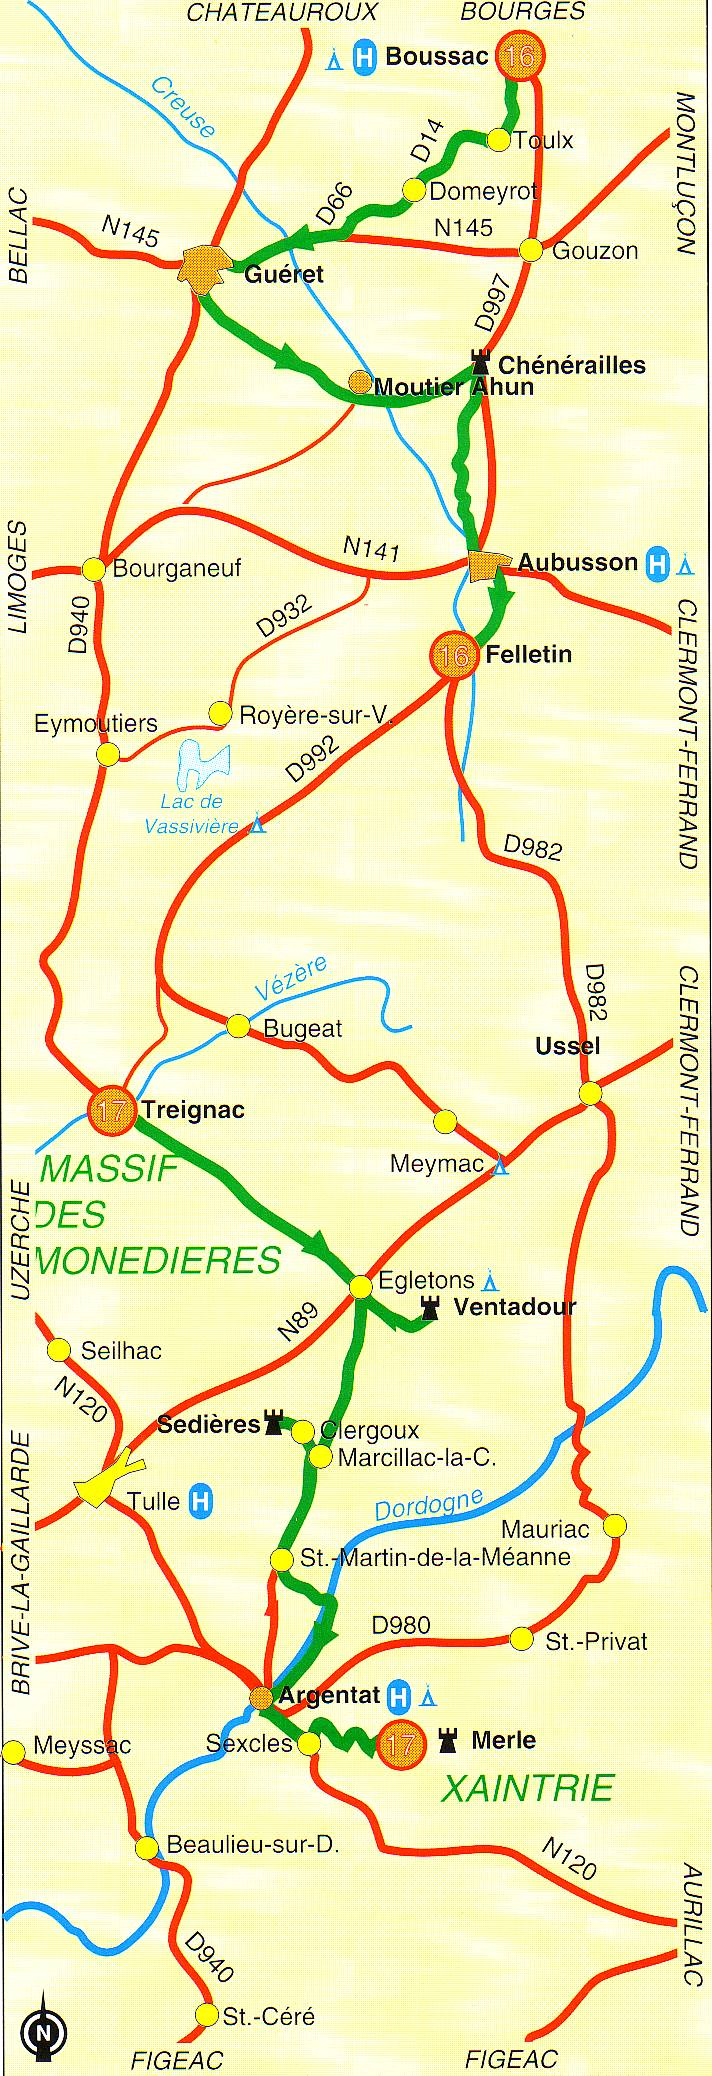 CHATEAUROUX
BOURGES
Boussac
16
H
Creuse
MONTLUÇON
D14
Toulx
Domeyrot
D66
BELLAC
N145
N145
Gouzon
Guéret
D997
Chénérailles
Moutier Ahun
LIMOGES
N141
Aubusson
H
Bourganeuf
D940
D932
CLERMONT-FERRAND
16
Felletin
Eymoutiers
Royère-sur-V.
D992
Lac de
Vassivière
D982
Vézère
D982
CLERMONT-FERRAND
Bugeat
Ussel
17
Treignac
Meymac
MASSIF
DES
MONEDIERES
UZERCHE
Egletons
Ventadour
N89
Seilhac
N120
Sedières
Clergoux
Marcillac-la-C.
BRIVE-LA-GAILLARDE
Tulle
H
Dordogne
Mauriac
St.-Martin-de-la-Méanne
D980
St.-Privat
Argentat
H
Sexcles
17
Merle
Meyssac
XAINTRIE
Beaulieu-sur-D.
N120
AURILLAC
D940
St.-Céré
N
FIGEAC
FIGEAC